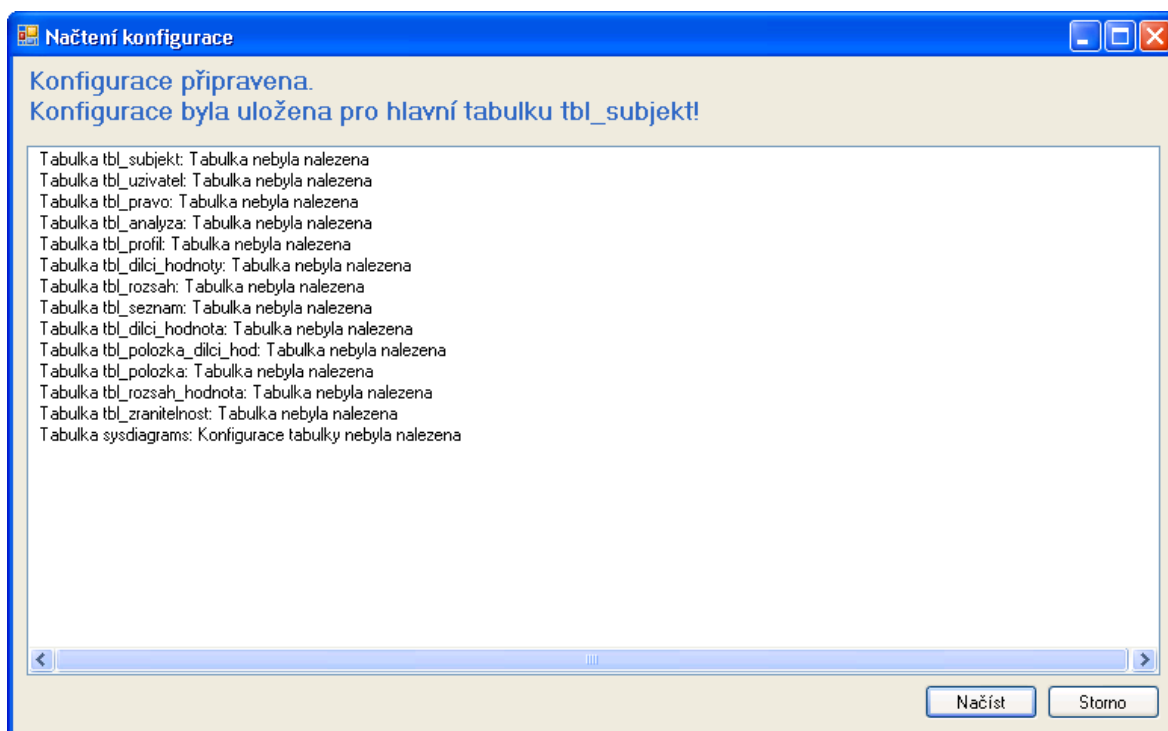 Načtení konfigurace
Konfigurace připravena.
Konfigurace byla uložena pro hlavní tabulku tbl_subjekt!
Tabulka tbl_subjekt: Tabulka nebyla nalezena
Tabulka tbl_uzivatel: Tabulka nebyla nalezena
Tabulka tbl_pravo: Tabulka nebyla nalezena
Tabulka tbl_analyza: Tabulka nebyla nalezena
Tabulka tbl_profil: Tabulka nebyla nalezena
Tabulka tbl_dilci_hodnoty: Tabulka nebyla nalezena
Tabulka tbl_rozsah: Tabulka nebyla nalezena
Tabulka tbl_seznam: Tabulka nebyla nalezena
Tabulka tbl_dilci_hodnota: Tabulka nebyla nalezena
Tabulka tbl_polozka_dilci_hod: Tabulka nebyla nalezena
Tabulka tbl_polozka: Tabulka nebyla nalezena
Tabulka tbl_rozsah_hodnota: Tabulka nebyla nalezena
Tabulka tbl_zranitelnost: Tabulka nebyla nalezena
Tabulka sysdiagrams: Konfigurace tabulky nebyla nalezena
Načíst
Storno